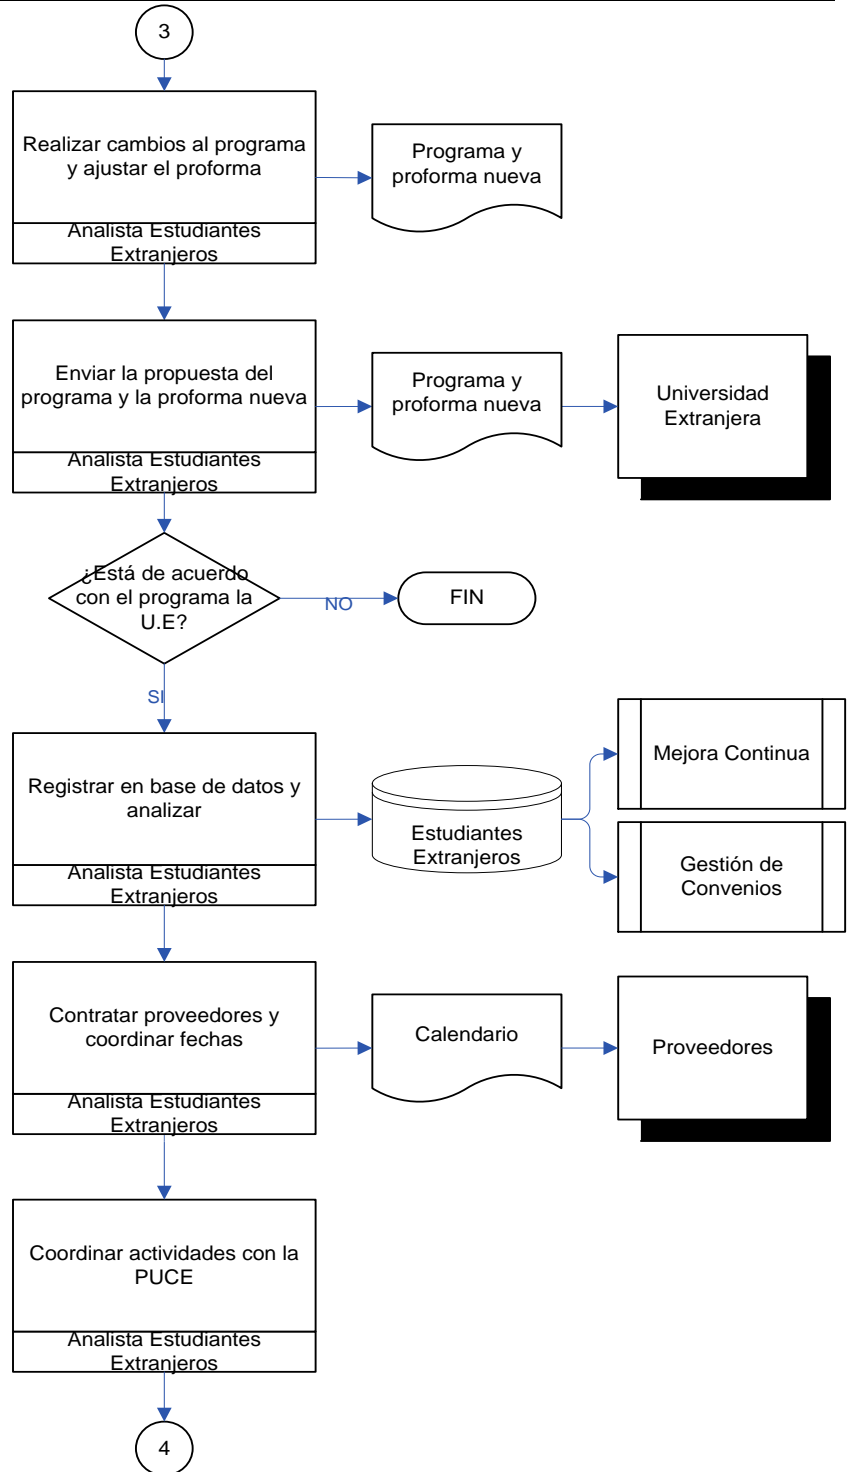 3
Realizar cambios al programa
y ajustar el proforma
Analista Estudiantes
Extranjeros
Programa y
proforma nueva
Enviar la propuesta del
programa y la proforma nueva
Analista Estudiantes
Extranjeros
Programa y
proforma nueva
Universidad
Extranjera
¿Está de acuerdo
con el programa la
U.E?
NO
FIN
SI
Registrar en base de datos y
analizar
Analista Estudiantes
Extranjeros
Estudiantes
Extranjeros
Mejora Continua
Gestión de
Convenios
Contratar proveedores y
coordinar fechas
Analista Estudiantes
Extranjeros
Calendario
Proveedores
Coordinar actividades con la
PUCE
Analista Estudiantes
Extranjeros
4